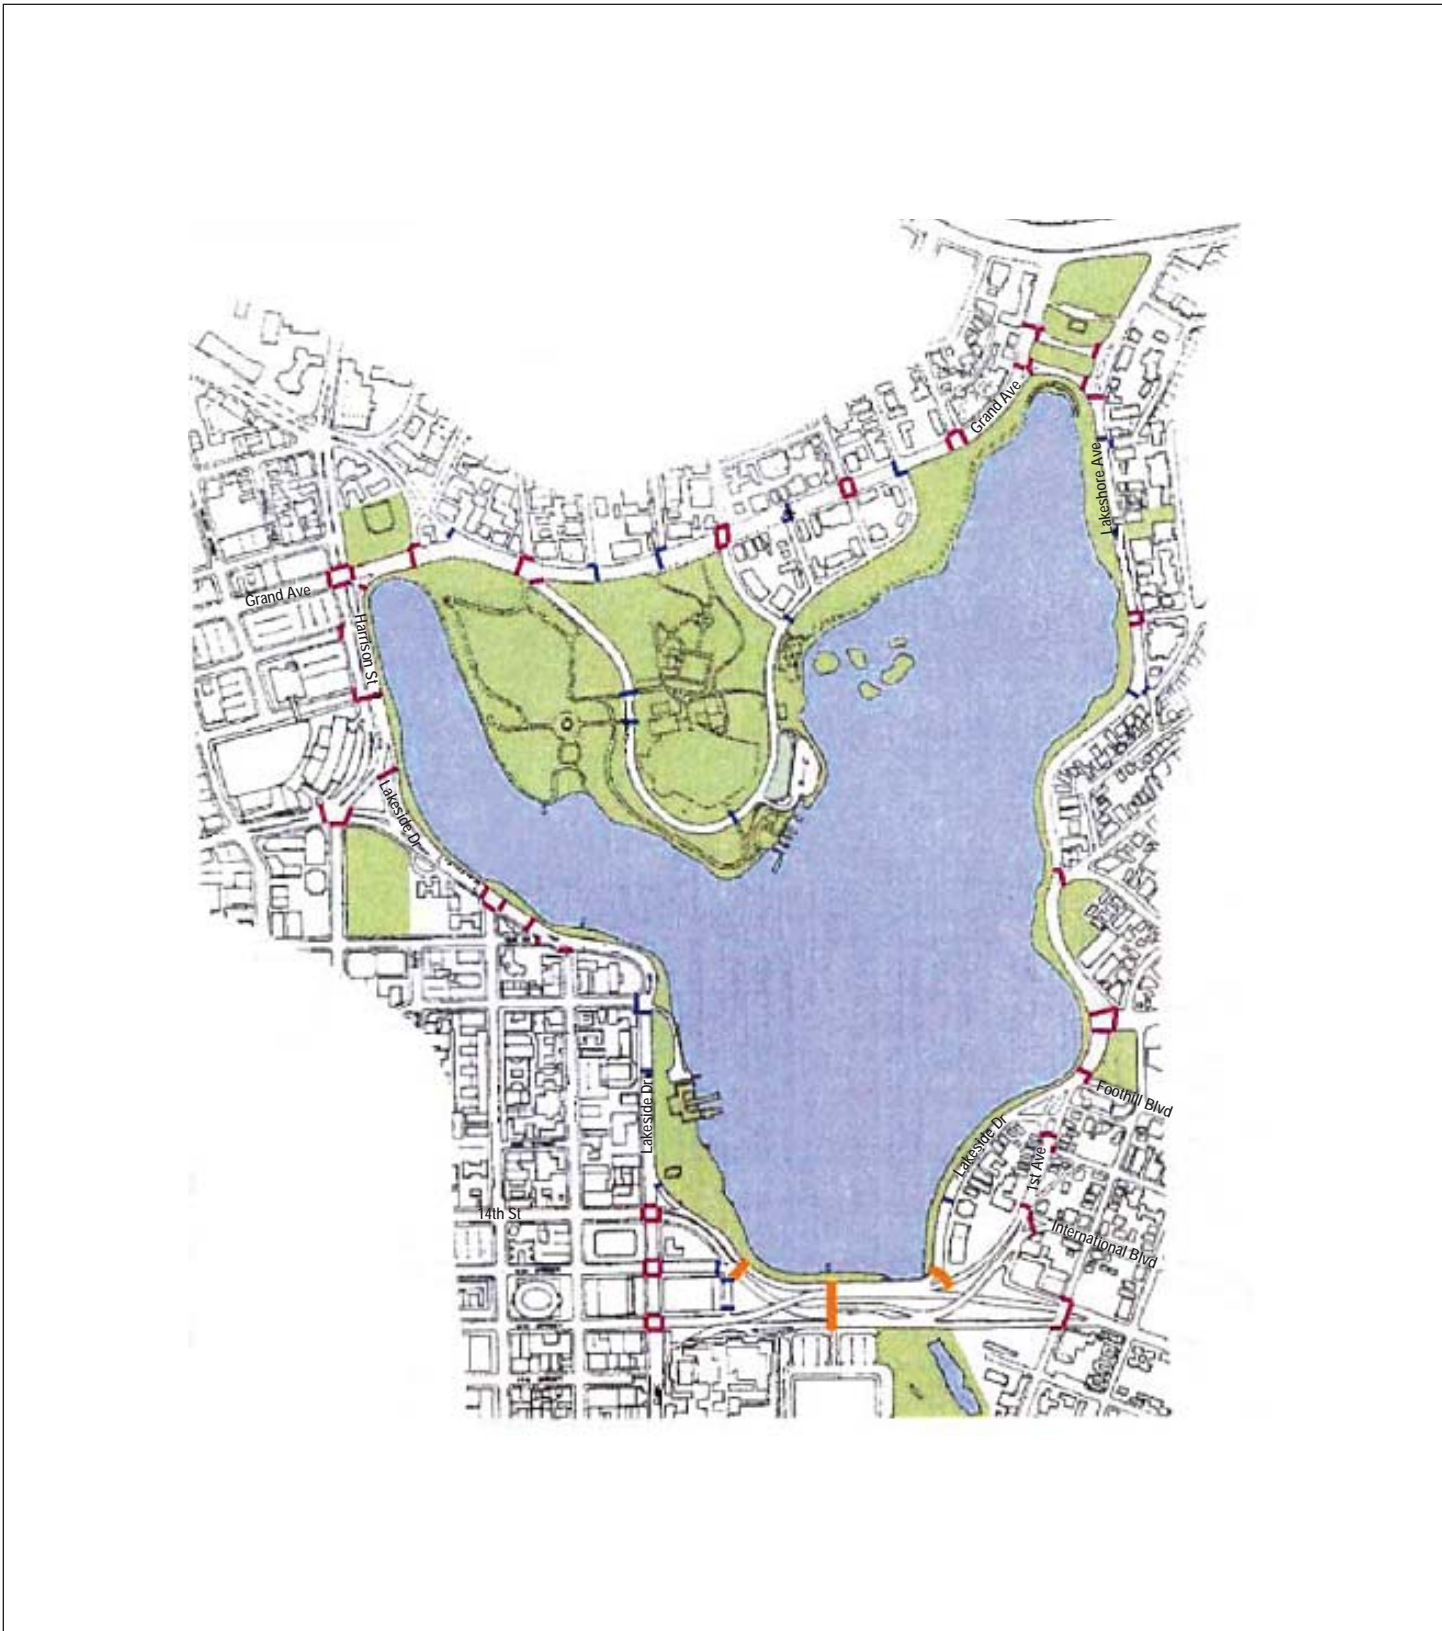 Grand Ave
Lakeshore Ave
Grand Ave
Harrison St
Lakeside Dr
Lakeside Dr
Foothill Blvd
Lakeside Dr
1st Ave
14th St
International Blvd